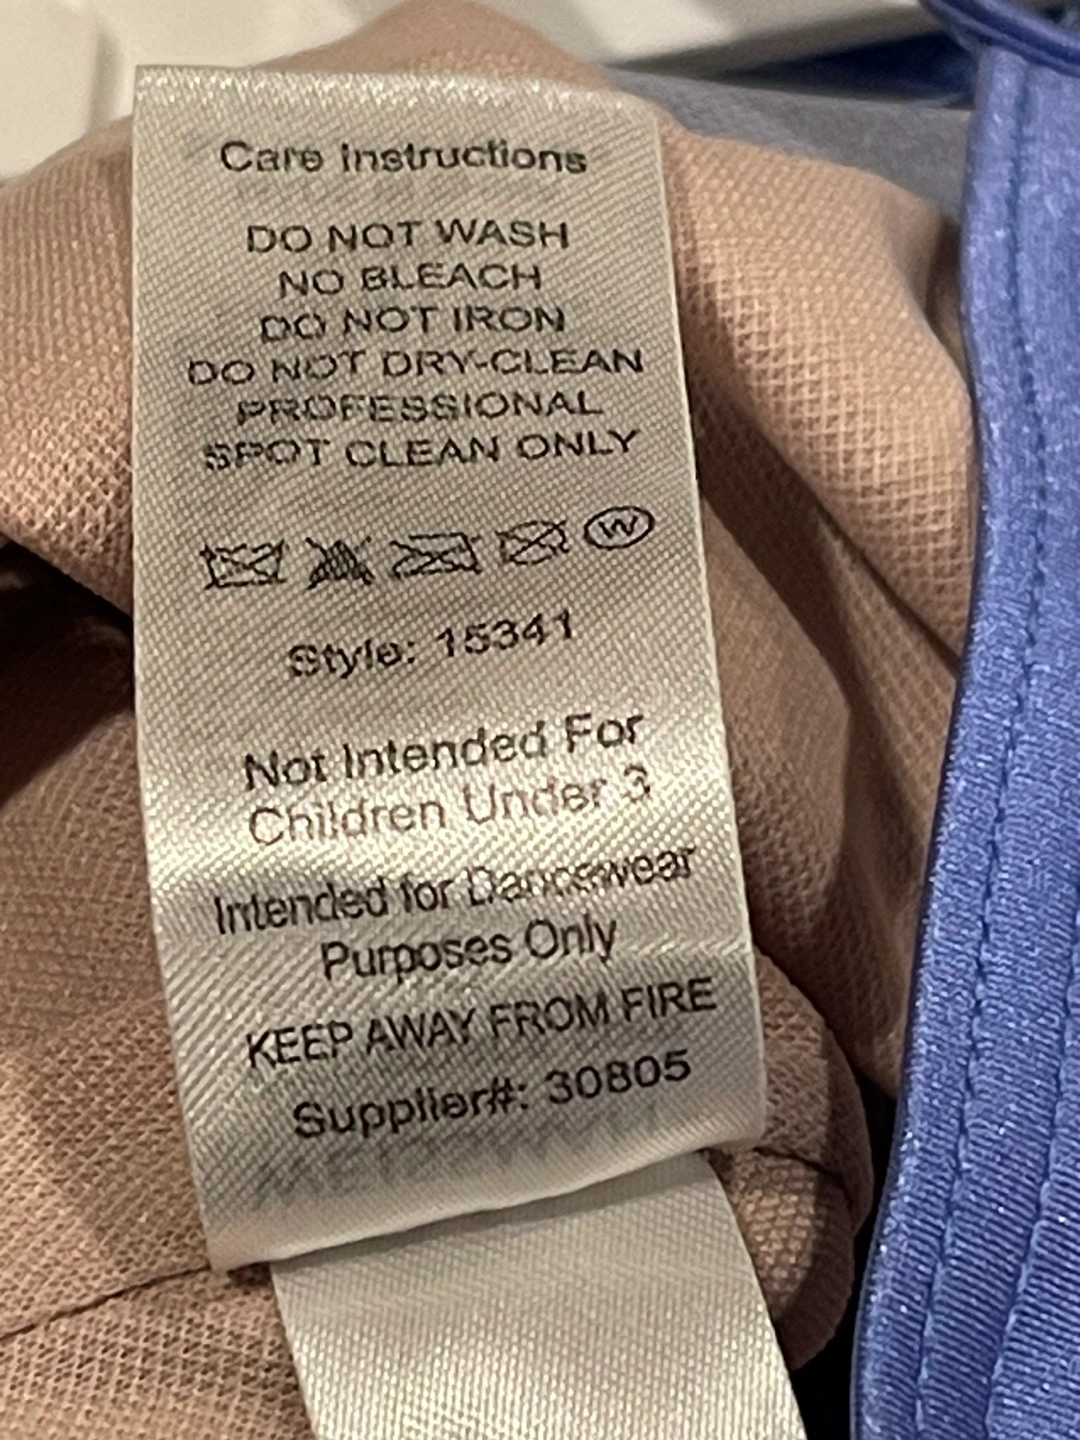 Care Instructions
DO NOT WASH
NO BLEACH
DO NOT IRON
DO NOT DRY-CLEAN
PROFESSIONAL
SPOT CLEAN ONLY
W
Style: 15341
Not Intended For
Children Under 3
Intended for Dancewear
Purposes Only
KEEP AWAY FROM FIRE
Supplier#: 30805